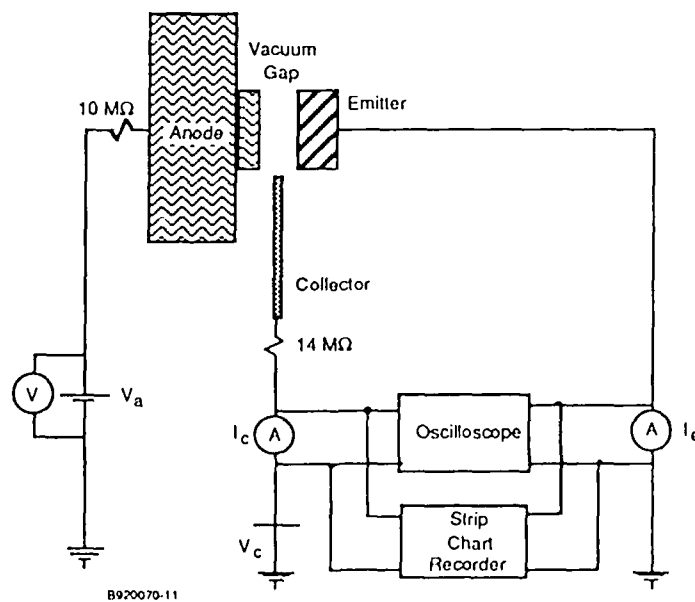 Vacuum
Gap
Emitter
10 MΩ
Anode
Collector
14 MΩ
V
Va
Ic
A
Oscilloscope
A
Ie
Strip
Chart
Recorder
Vc
B920070-11